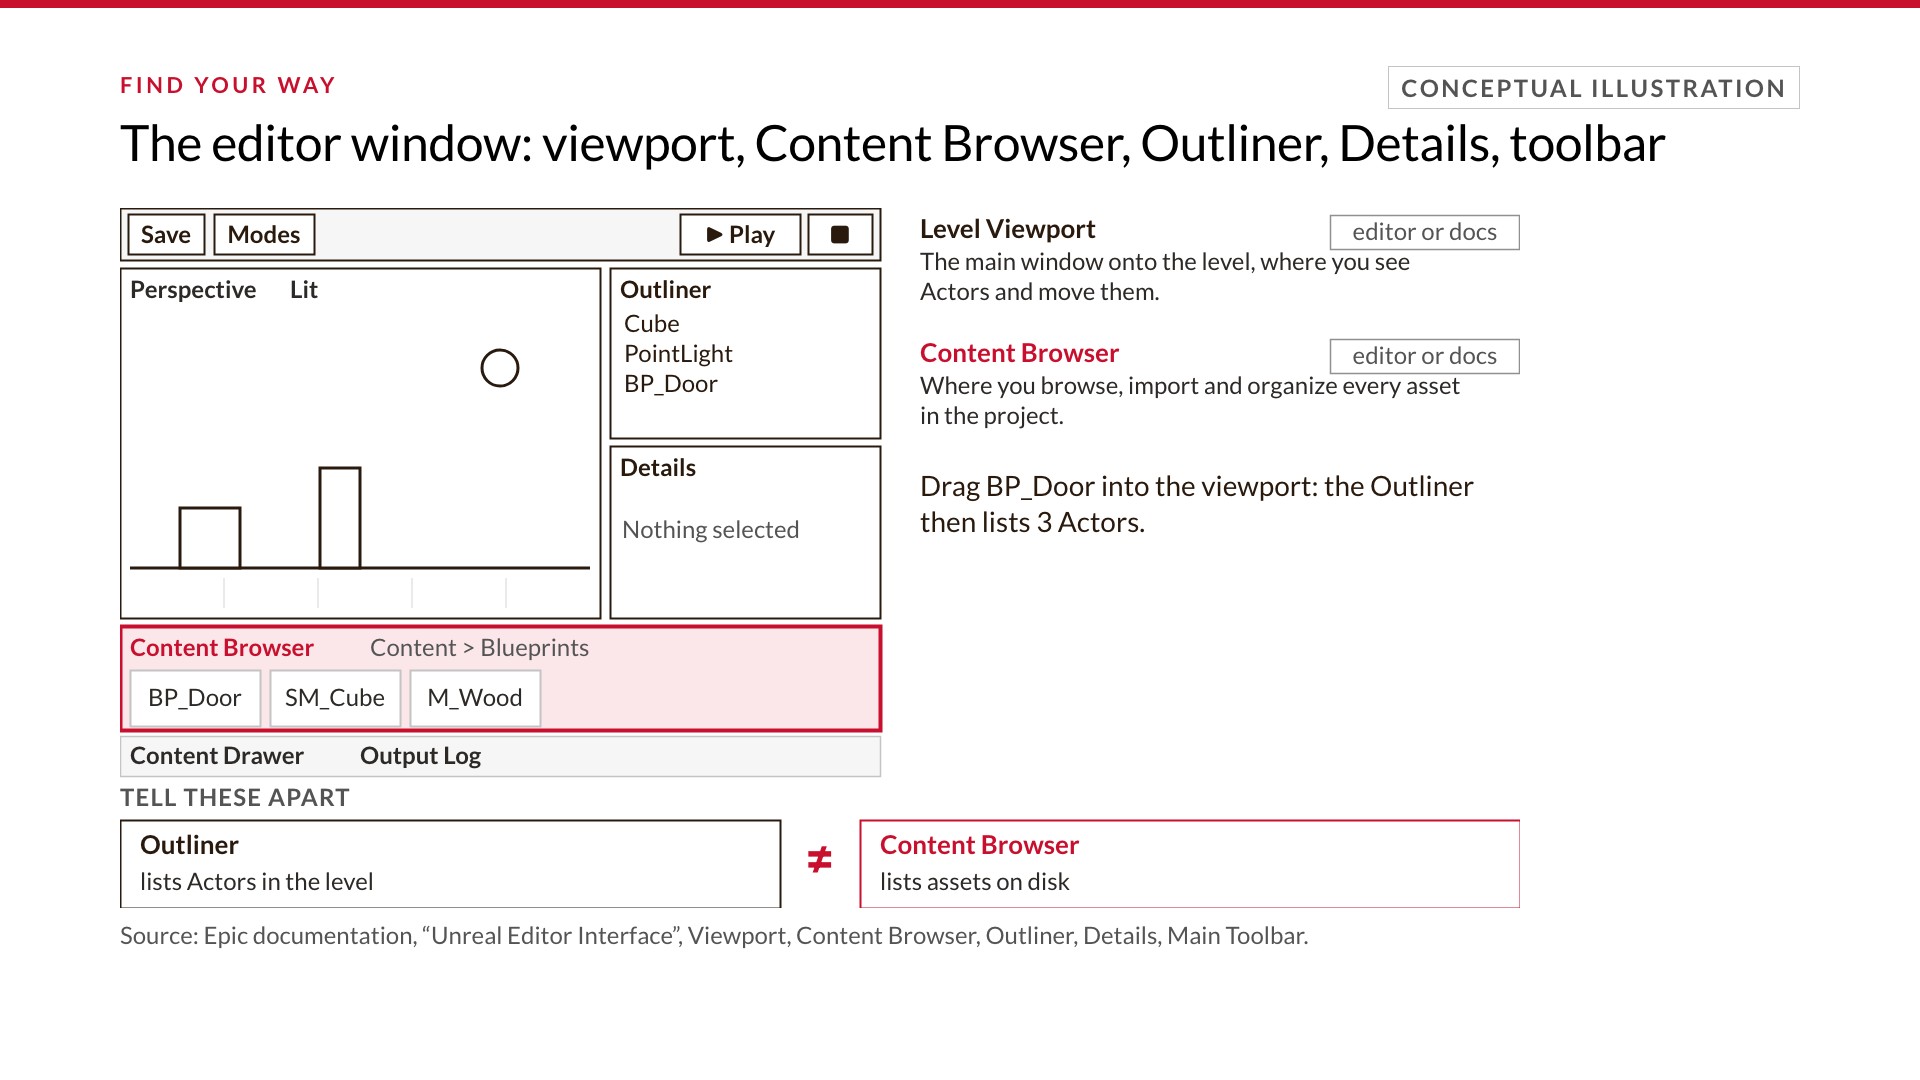 FIND YOUR WAY
CONCEPTUAL ILLUSTRATION
The editor window: viewport, Content Browser, Outliner, Details, toolbar
Save
Modes
Play
Perspective
Lit
Outliner
Cube
PointLight
BP_Door
Details
Nothing selected
Content Browser
Content > Blueprints
BP_Door
SM_Cube
M_Wood
Content Drawer
Output Log
Level Viewport
editor or docs
The main window onto the level, where you see
Actors and move them.
Content Browser
editor or docs
Where you browse, import and organize every asset
in the project.
Drag BP_Door into the viewport: the Outliner
then lists 3 Actors.
TELL THESE APART
Outliner
lists Actors in the level
≠
Content Browser
lists assets on disk
Source: Epic documentation, “Unreal Editor Interface”, Viewport, Content Browser, Outliner, Details, Main Toolbar.